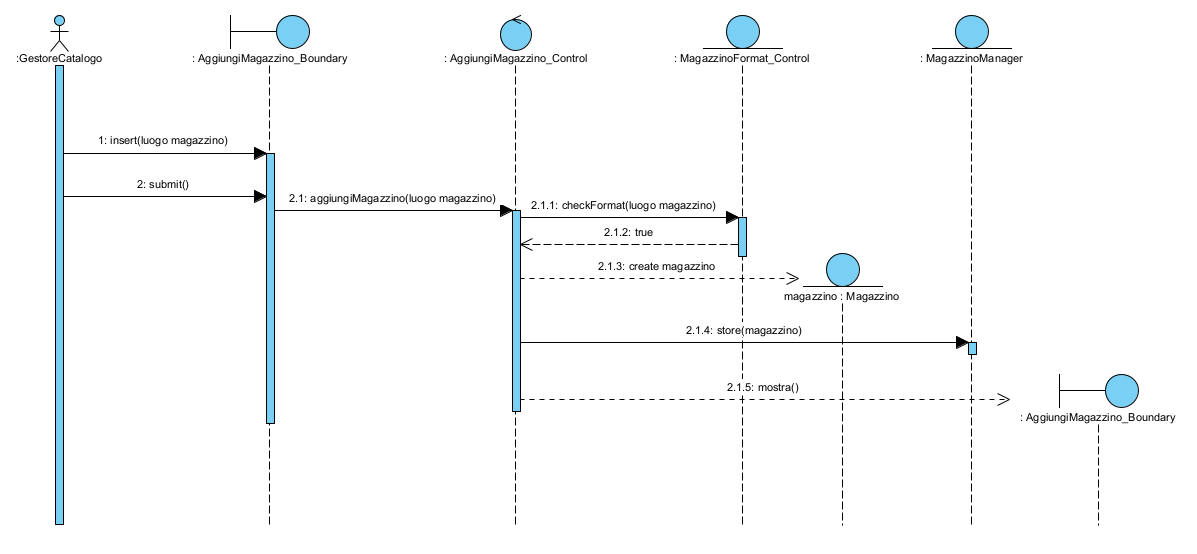 :GestoreCatalogo
: AggiungiMagazzino_Boundary
: AggiungiMagazzino_Control
: MagazzinoFormat_Control
: MagazzinoManager
1: insert(luogo magazzino)
2: submit()
2.1: aggiungiMagazzino(luogo magazzino)
2.1.1: checkFormat(luogo magazzino)
2.1.2: true
2.1.3: create magazzino
magazzino : Magazzino
2.1.4: store(magazzino)
2.1.5: mostra()
: AggiungiMagazzino_Boundary